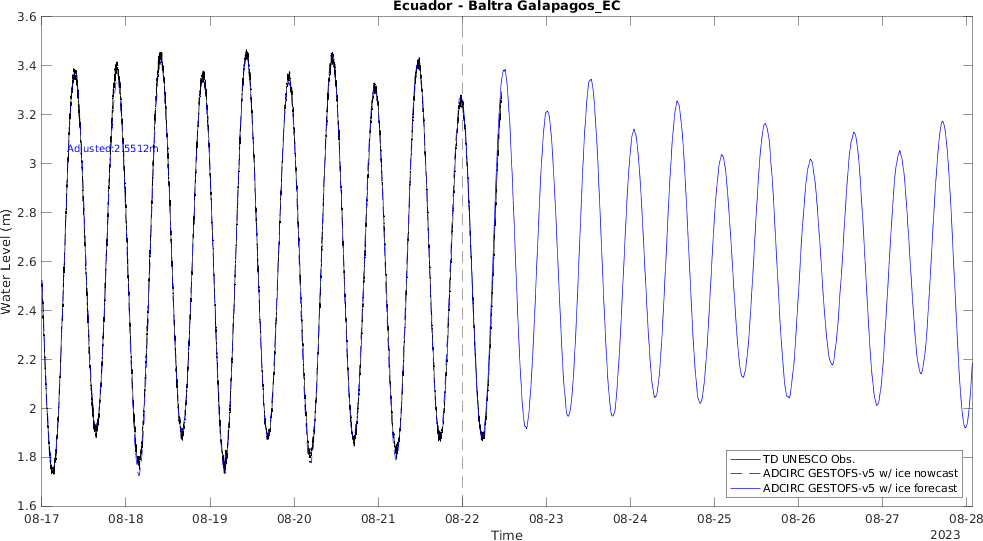 Ecuador - Baltra Galapagos_EC
3.6
3.4
3.2
3
2.8
2.6
2.4
2.2
2
1.8
1.6
Water Level (m)
Adjusted:2.5512m
TD UNESCO Obs.
ADCIRC GESTOFS-v5 w/ ice nowcast
ADCIRC GESTOFS-v5 w/ ice forecast
08-17 08-18 08-19 08-20 08-21 08-22 08-23 08-24 08-25 08-26 08-27 08-28
Time
2023